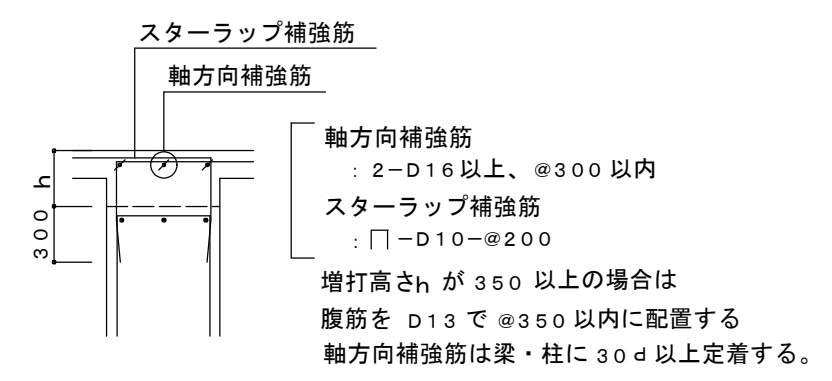 スターラップ補強筋
軸方向補強筋
軸方向補強筋
：2－D16以上、@300以内
スターラップ補強筋
：⊓－D10－@200
増打高さh が 350 以上の場合は
腹筋を D13 で @350 以内に配置する
軸方向補強筋は梁・柱に 30d 以上定着する。
h
300